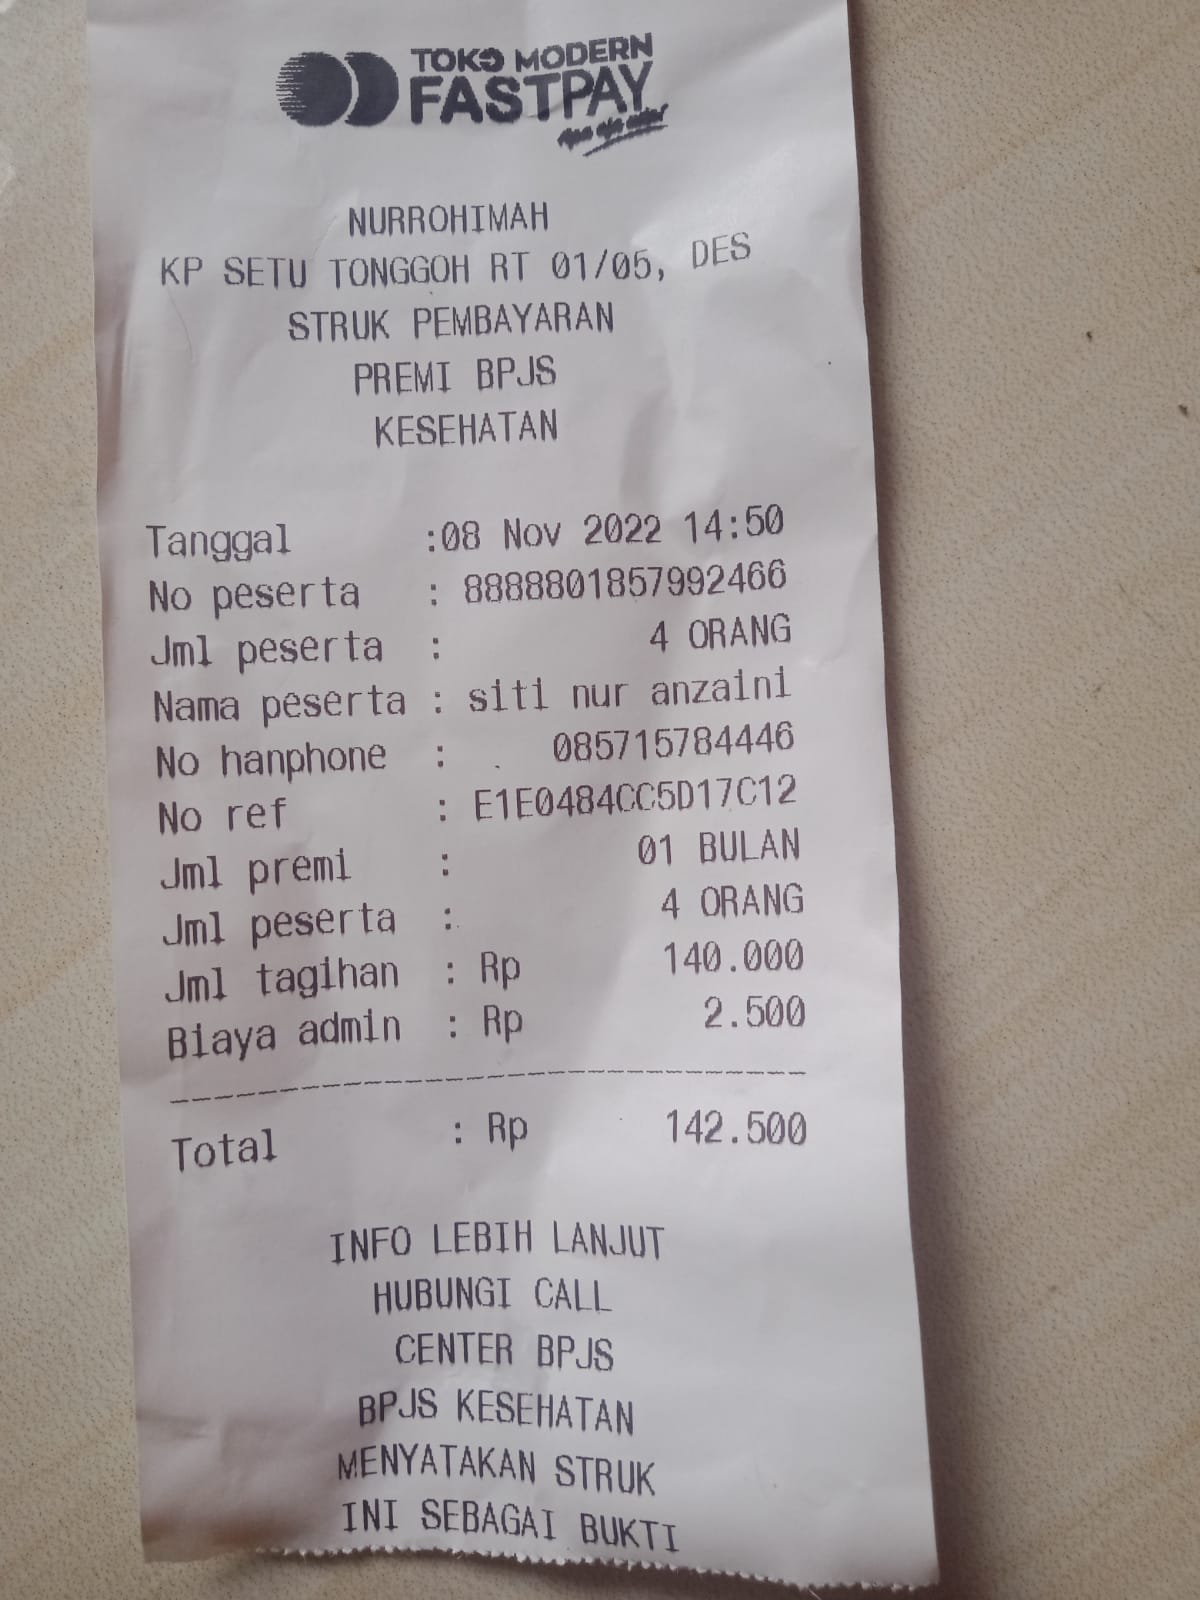 TOKO MODERN
FASTPAY
Apa aja bisa!
NURROHIMAH
KP SETU TONGGOH RT 01/05, DES
STRUK PEMBAYARAN
PREMI BPJS
KESEHATAN
Tanggal :08 Nov 2022 14:50
No peserta : 8888801857992466
Jml peserta : 4 ORANG
Nama peserta : siti nur anzaini
No hanphone : 085715784446
No ref : E1E0484CC5D17C12
Jml premi : 01 BULAN
Jml peserta : 4 ORANG
Jml tagihan : Rp 140.000
Biaya admin : Rp 2.500
--------------------------------
Total : Rp 142.500
INFO LEBIH LANJUT
HUBUNGI CALL
CENTER BPJS
BPJS KESEHATAN
MENYATAKAN STRUK
INI SEBAGAI BUKTI